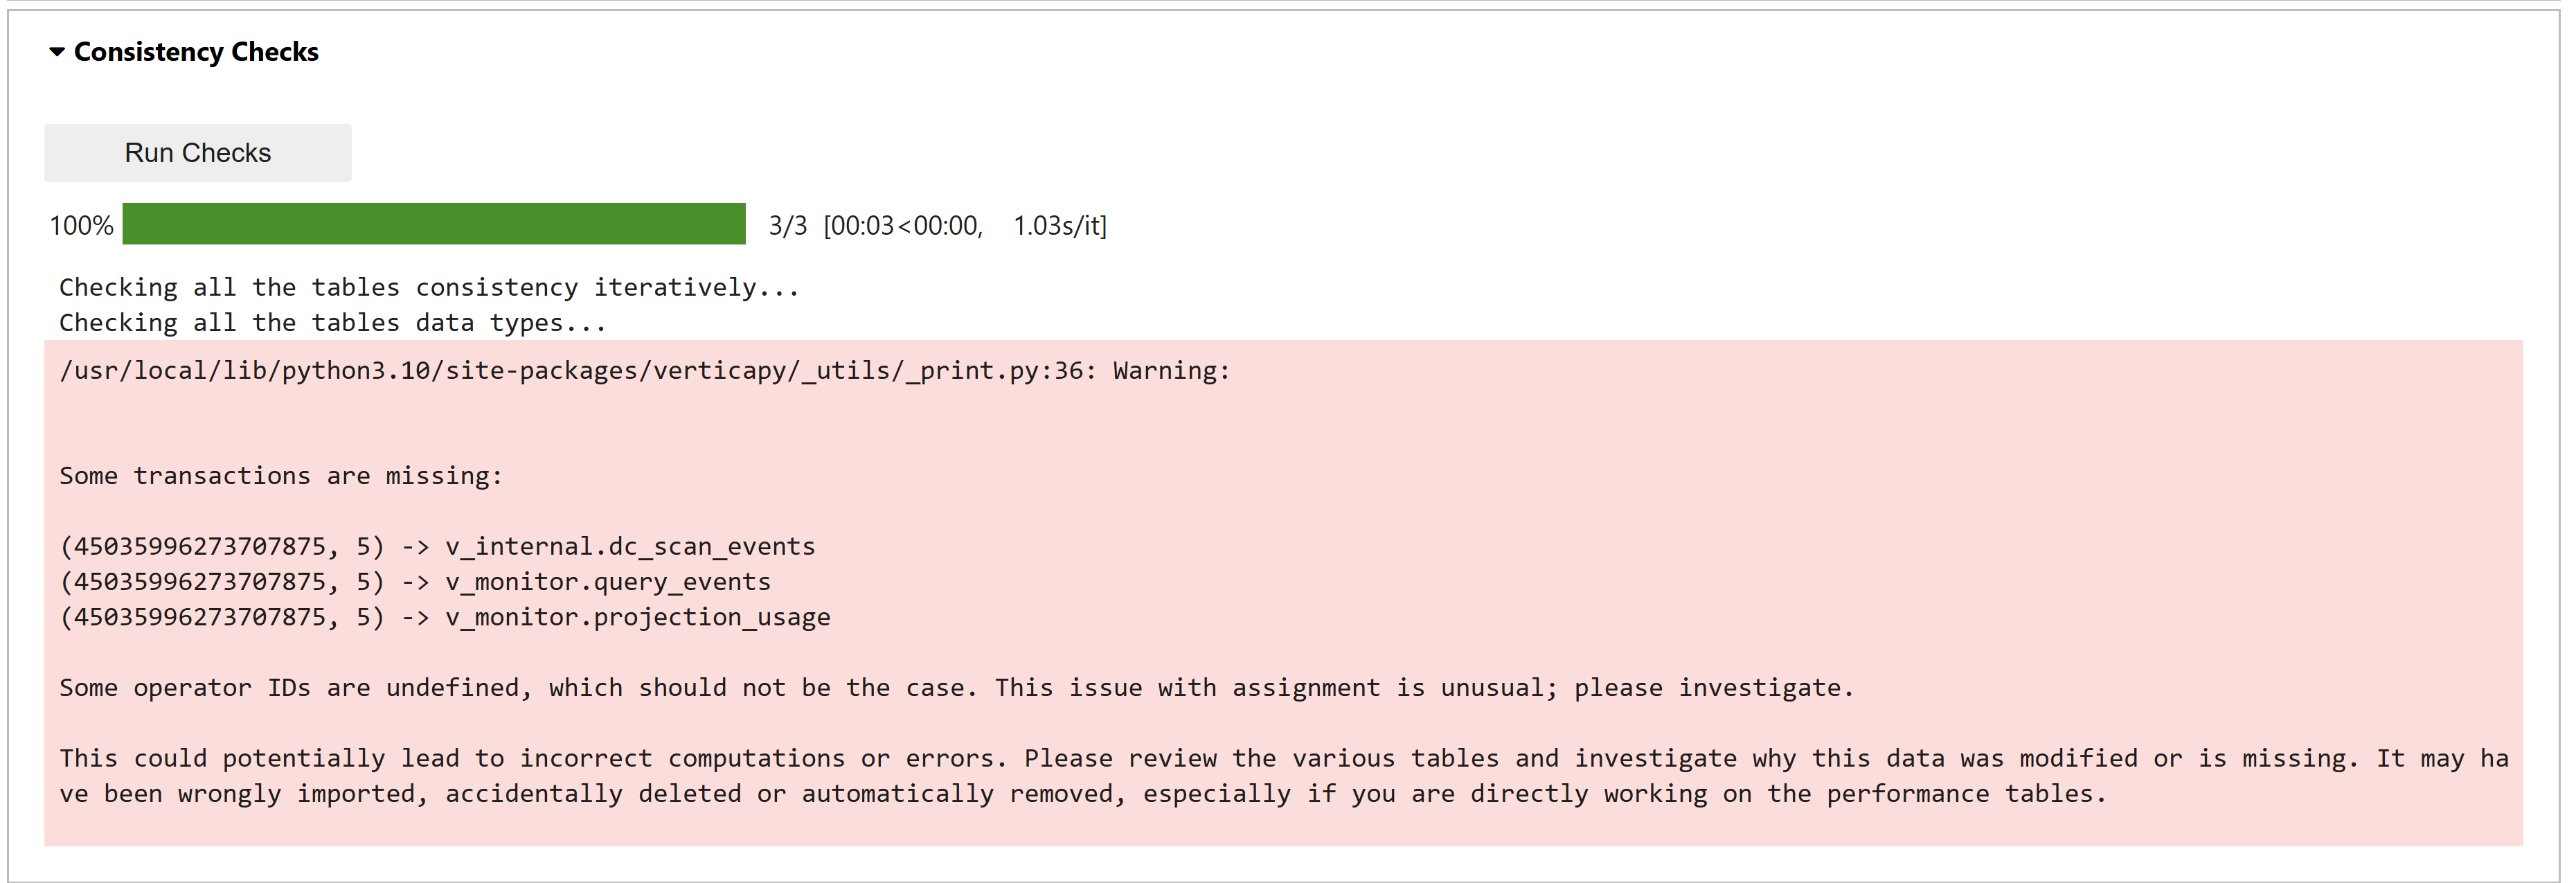 Consistency Checks
Run Checks
100% 3/3 [00:03<00:00, 1.03s/it]
Checking all the tables consistency iteratively...
Checking all the tables data types...
/usr/local/lib/python3.10/site-packages/verticapy/_utils/_print.py:36: Warning:
Some transactions are missing:
(45035996273707875, 5) -> v_internal.dc_scan_events
(45035996273707875, 5) -> v_monitor.query_events
(45035996273707875, 5) -> v_monitor.projection_usage
Some operator IDs are undefined, which should not be the case. This issue with assignment is unusual; please investigate.
This could potentially lead to incorrect computations or errors. Please review the various tables and investigate why this data was modified or is missing. It may ha
ve been wrongly imported, accidentally deleted or automatically removed, especially if you are directly working on the performance tables.